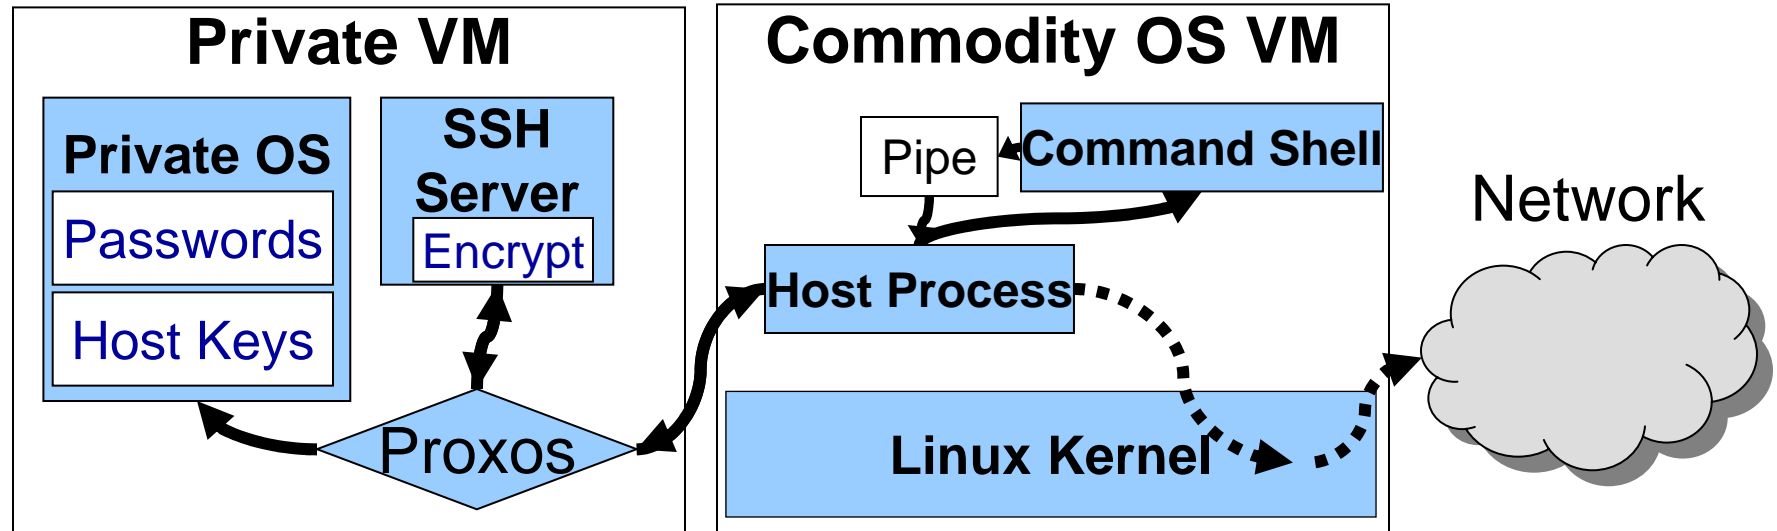 Private VM
Private OS
Passwords
Host Keys
SSH
Server
Encrypt
Proxos
Commodity OS VM
Pipe
Command Shell
Host Process
Linux Kernel
Network